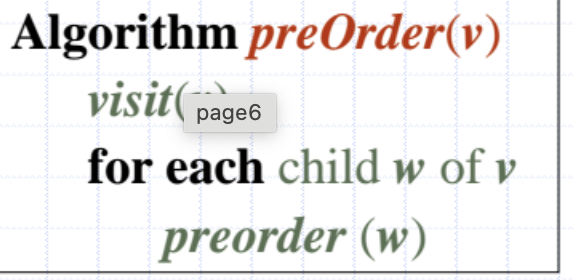 Algorithm preOrder(v)
visit(
page6
for each child w of v
preorder (w)